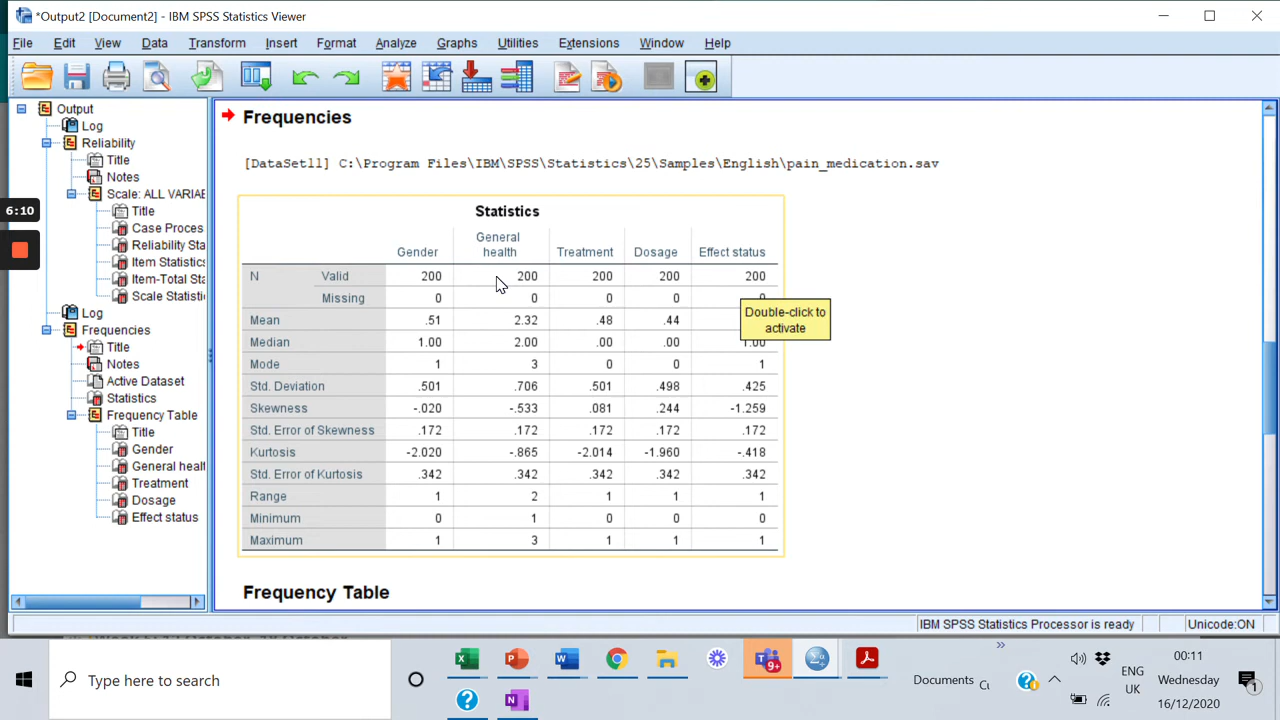 *Output2 [Document2] - IBM SPSS Statistics Viewer
File Edit View Data Transform Insert Format Analyze Graphs Utilities Extensions Window Help
Output
Log
Reliability
Title
Notes
Scale: ALL VARIAB
Title
Case Proces
Reliability Sta
Item Statistics
Item-Total Sta
Scale Statisti
Log
Frequencies
Title
Notes
Active Dataset
Statistics
Frequency Table
Title
Gender
General healt
Treatment
Dosage
Effect status
6:10
Frequencies
[DataSet11] C:\Program Files\IBM\SPSS\Statistics\25\Samples\English\pain_medication.sav
Statistics
Gender General health Treatment Dosage Effect status
N Valid 200 200 200 200 200
Missing 0 0 0 0
Mean .51 2.32 .48 .44
Median 1.00 2.00 .00 .00 1.00
Mode 1 3 0 0 1
Std. Deviation .501 .706 .501 .498 .425
Skewness -.020 -.533 .081 .244 -1.259
Std. Error of Skewness .172 .172 .172 .172 .172
Kurtosis -2.020 -.865 -2.014 -1.960 -.418
Std. Error of Kurtosis .342 .342 .342 .342 .342
Range 1 2 1 1 1
Minimum 0 1 0 0 0
Maximum 1 3 1 1 1
Double-click to
activate
Frequency Table
IBM SPSS Statistics Processor is ready Unicode:ON
Type here to search
9+
Documents
ENG
UK
00:11
Wednesday
16/12/2020
1